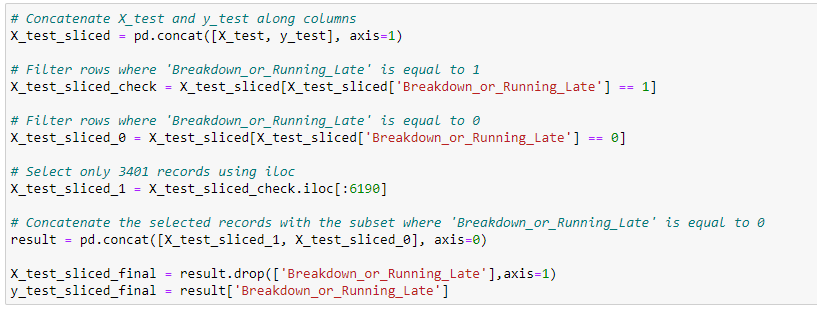 # Concatenate X_test and y_test along columns
X_test_sliced = pd.concat([X_test, y_test], axis=1)
# Filter rows where 'Breakdown_or_Running_Late' is equal to 1
X_test_sliced_check = X_test_sliced[X_test_sliced['Breakdown_or_Running_Late'] == 1]
# Filter rows where 'Breakdown_or_Running_Late' is equal to 0
X_test_sliced_0 = X_test_sliced[X_test_sliced['Breakdown_or_Running_Late'] == 0]
# Select only 3401 records using iloc
X_test_sliced_1 = X_test_sliced_check.iloc[:6190]
# Concatenate the selected records with the subset where 'Breakdown_or_Running_Late' is equal to 0
result = pd.concat([X_test_sliced_1, X_test_sliced_0], axis=0)
X_test_sliced_final = result.drop(['Breakdown_or_Running_Late'],axis=1)
y_test_sliced_final = result['Breakdown_or_Running_Late']